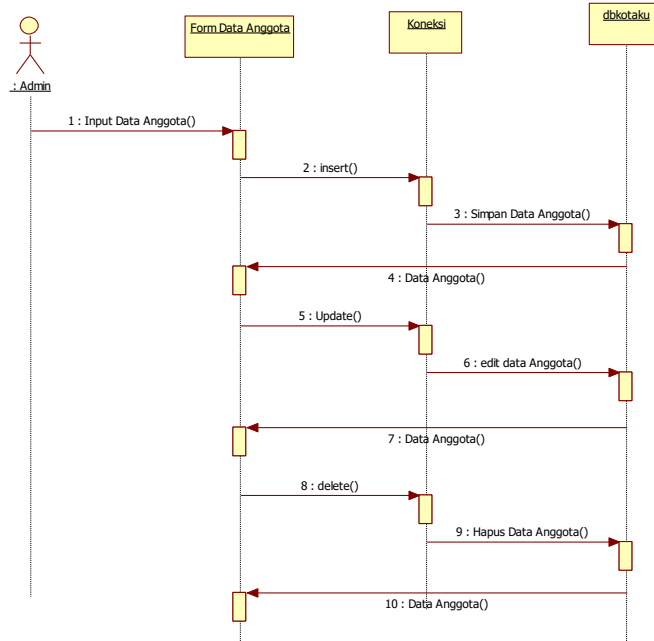 dbkotaku
Form Data Anggota
Koneksi
: Admin
1 : Input Data Anggota()
2 : insert()
3 : Simpan Data Anggota()
4 : Data Anggota()
5 : Update()
6 : edit data Anggota()
7 : Data Anggota()
8 : delete()
9 : Hapus Data Anggota()
10 : Data Anggota()